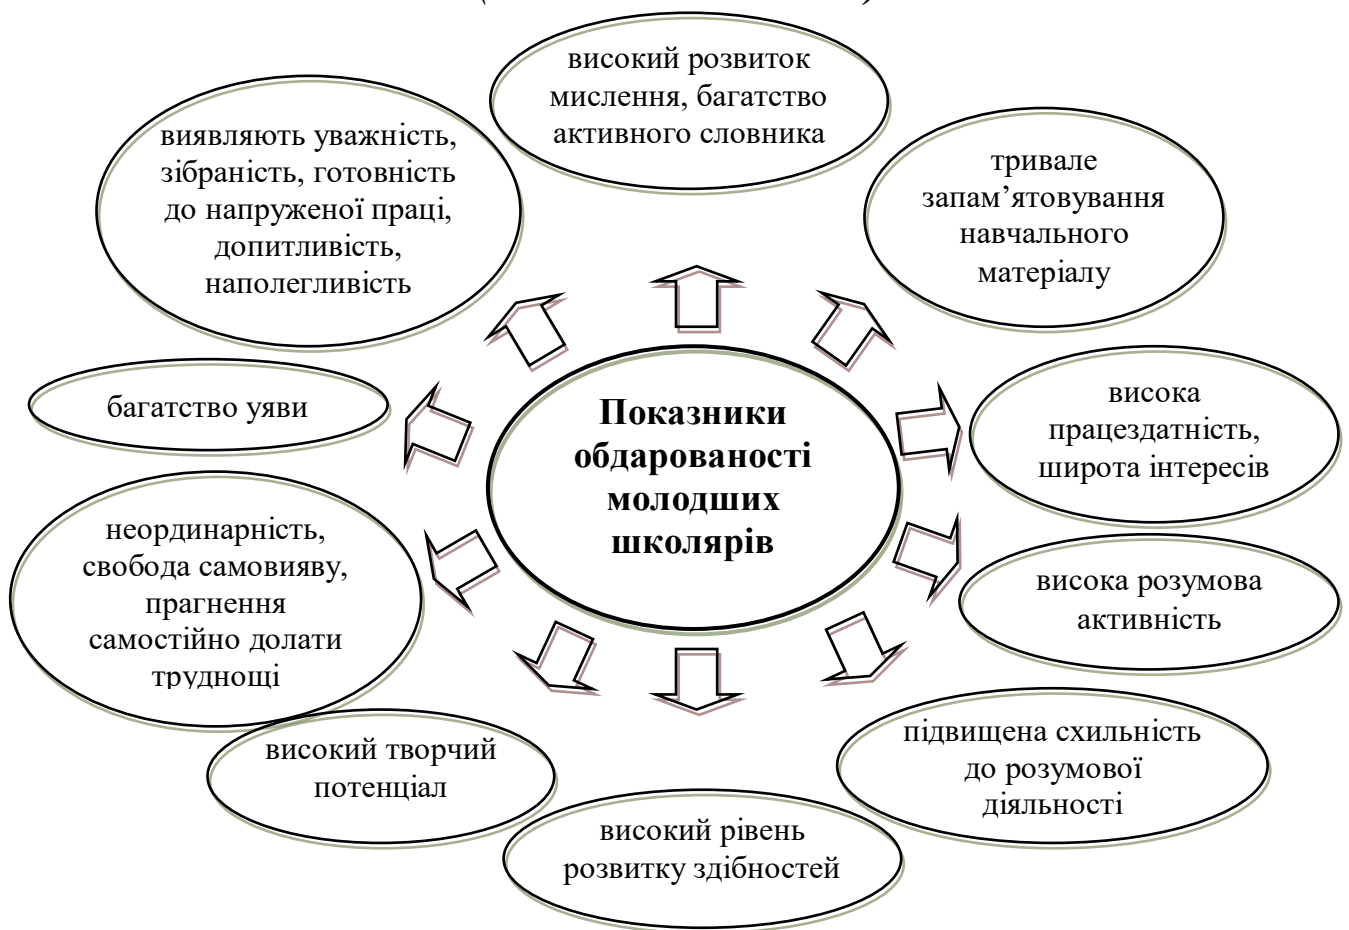 високий розвиток
мислення, багатство
активного словника
виявляють уважність,
зібраність, готовність
до напруженої праці,
допитливість,
наполегливість
тривале
запам’ятовування
навчального
матеріалу
багатство уяви
Показники
обдарованості
молодших
школярів
висока
працездатність,
широта інтересів
неординарність,
свобода самовияву,
прагнення
самостійно долати
труднощі
висока розумова
активність
високий творчий
потенціал
підвищена схильність
до розумової
діяльності
високий рівень
розвитку здібностей